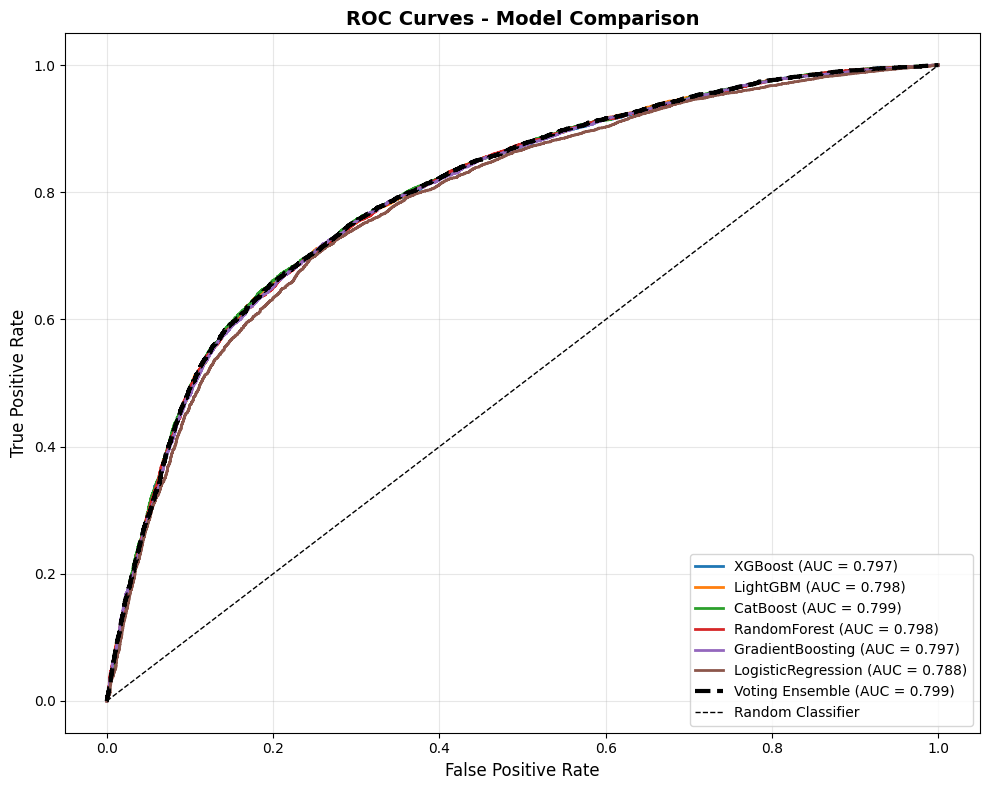 ROC Curves - Model Comparison
True Positive Rate
1.0
0.8
0.6
0.4
0.2
0.0
0.0 0.2 0.4 0.6 0.8 1.0
False Positive Rate
XGBoost (AUC = 0.797)
LightGBM (AUC = 0.798)
CatBoost (AUC = 0.799)
RandomForest (AUC = 0.798)
GradientBoosting (AUC = 0.797)
LogisticRegression (AUC = 0.788)
Voting Ensemble (AUC = 0.799)
Random Classifier